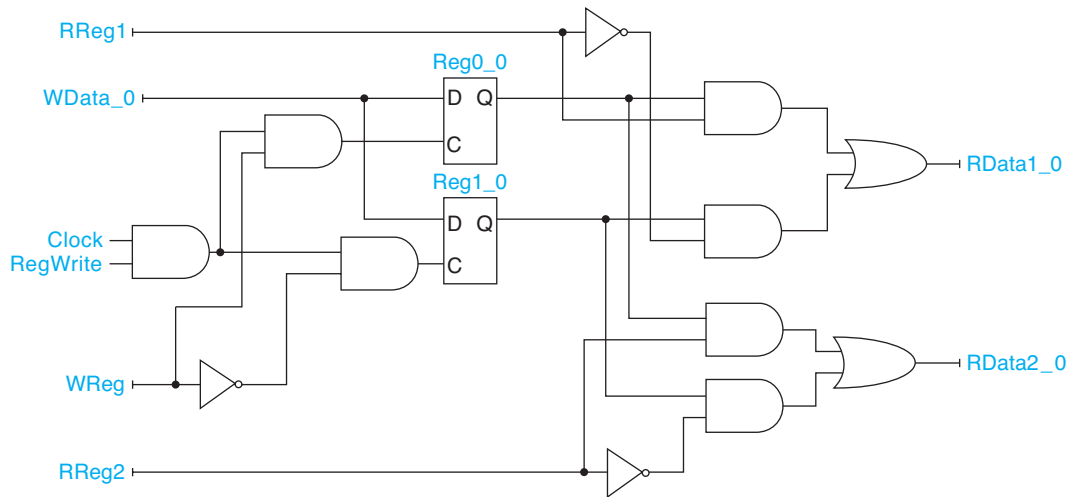 RReg1
Reg0_0
WData_0
D Q
C
RData1_0
Reg1_0
D Q
C
Clock
RegWrite
WReg
RData2_0
RReg2